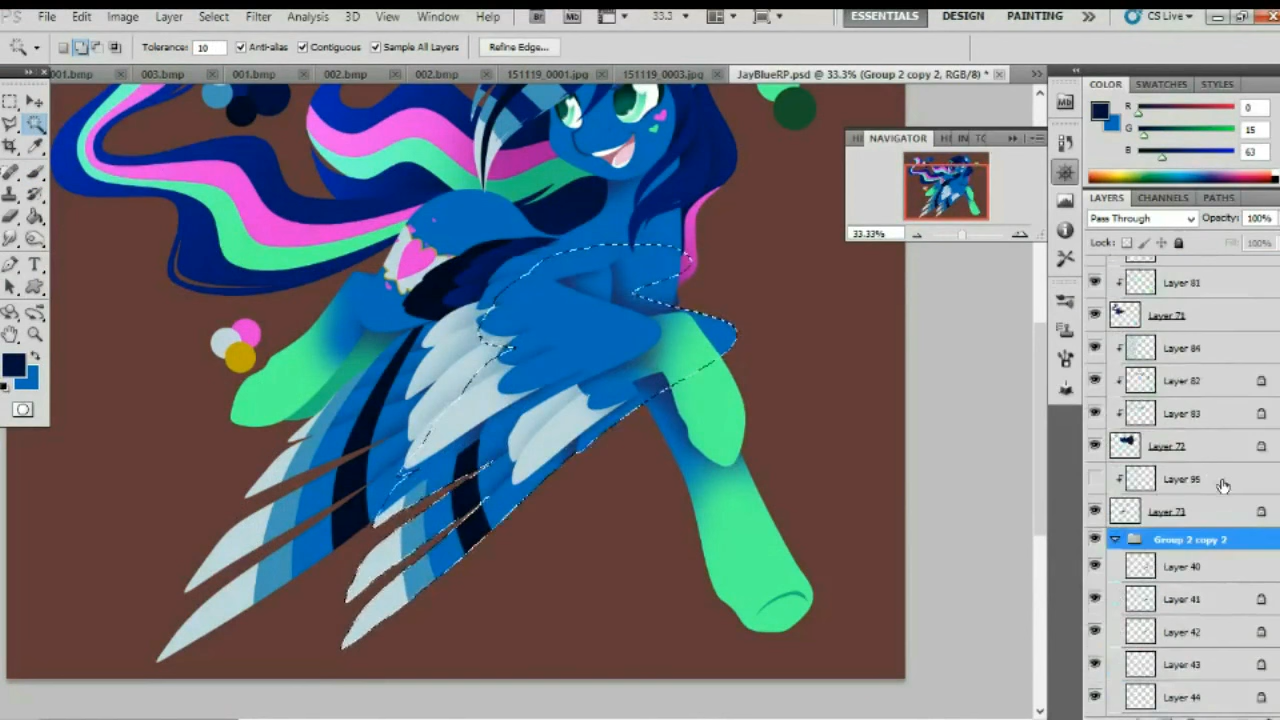 PS File Edit Image Layer Select Filter Analysis 3D View Window Help Br Mb 33.3 ESSENTIALS DESIGN PAINTING CS Live
Tolerance: 10 Anti-alias Contiguous Sample All Layers Refine Edge...
001.bmp 003.bmp 001.bmp 002.bmp 002.bmp 151119_0001.jpg 151119_0003.jpg JayBlueRP.psd @ 33.3% (Group 2 copy 2, RGB/8) *
COLOR SWATCHES STYLES
R 0
G 15
B 63
NAVIGATOR
33.33%
LAYERS CHANNELS PATHS
Pass Through Opacity: 100%
Lock: Fill: 100%
Layer 81
Layer 71
Layer 84
Layer 82
Layer 83
Layer 72
Layer 95
Layer 73
Group 2 copy 2
Layer 40
Layer 41
Layer 42
Layer 43
Layer 44